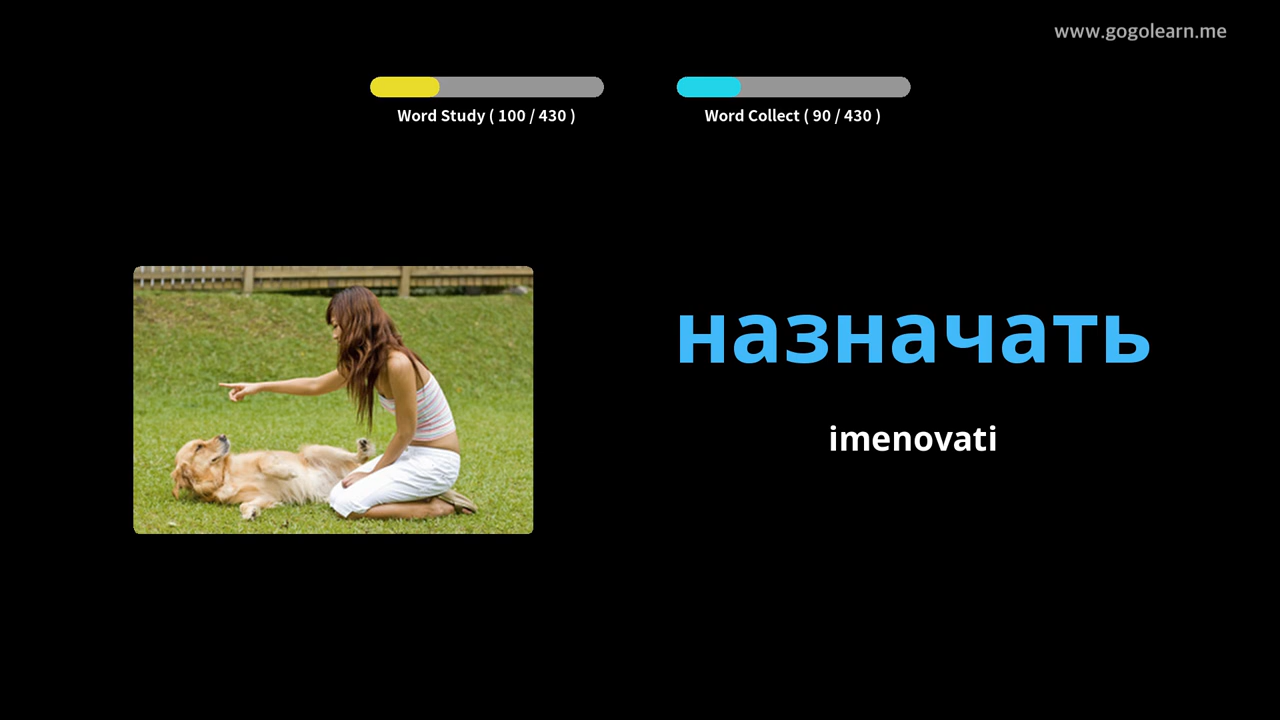 www.gogolearn.me
Word Study ( 100 / 430 )
Word Collect ( 90 / 430 )
назначать
imenovati